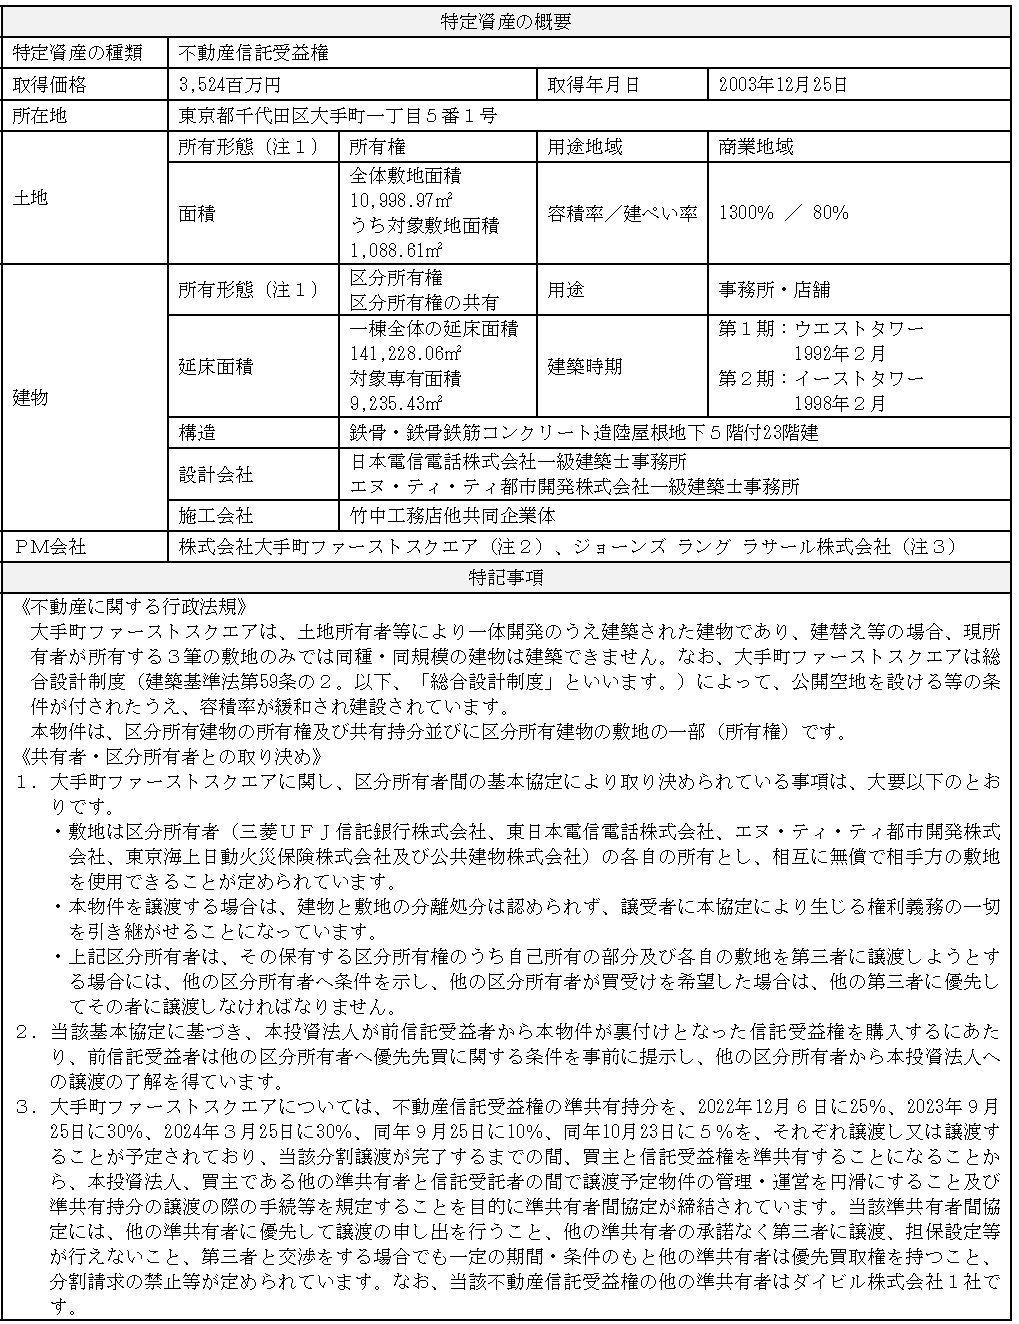 特定資産の概要
特定資産の種類 不動産信託受益権
取得価格 3,524百万円 取得年月日 2003年12月25日
所在地 東京都千代田区大手町一丁目５番１号
土地 所有形態（注１） 所有権 用途地域 商業地域
面積 全体敷地面積
10,998.97㎡
うち対象敷地面積
1,088.61㎡ 容積率／建ぺい率 1300% ／ 80%
建物 所有形態（注１） 区分所有権
区分所有権の共有 用途 事務所・店舗
延床面積 一棟全体の延床面積
141,228.06㎡
対象専有面積
9,235.43㎡ 建築時期 第１期：ウエストタワー
1992年２月
第２期：イーストタワー
1998年２月
構造 鉄骨・鉄骨鉄筋コンクリート造陸屋根地下５階付23階建
設計会社 日本電信電話株式会社一級建築士事務所
エヌ・ティ・ティ都市開発株式会社一級建築士事務所
施工会社 竹中工務店他共同企業体
ＰＭ会社 株式会社大手町ファーストスクエア（注２）、ジョーンズ ラング ラサール株式会社（注３）
特記事項
《不動産に関する行政法規》
大手町ファーストスクエアは、土地所有者等により一体開発のうえ建築された建物であり、建替え等の場合、現所
有者が所有する３筆の敷地のみでは同種・同規模の建物は建築できません。なお、大手町ファーストスクエアは総
合設計制度（建築基準法第59条の２。以下、「総合設計制度」といいます。）によって、公開空地を設ける等の条
件が付されたうえ、容積率が緩和され建設されています。
本物件は、区分所有建物の所有権及び共有持分並びに区分所有建物の敷地の一部（所有権）です。
《共有者・区分所有者との取り決め》
１．大手町ファーストスクエアに関し、区分所有者間の基本協定により取り決められている事項は、大要以下のとお
りです。
・敷地は区分所有者（三菱ＵＦＪ信託銀行株式会社、東日本電信電話株式会社、エヌ・ティ・ティ都市開発株式
会社、東京海上日動火災保険株式会社及び公共建物株式会社）の各自の所有とし、相互に無償で相手方の敷地
を使用できることが定められています。
・本物件を譲渡する場合は、建物と敷地の分離処分は認められず、譲受者に本協定により生じる権利義務の一切
を引き継がせることになっています。
・上記区分所有者は、その保有する区分所有権のうち自己所有の部分及び各自の敷地を第三者に譲渡しようとす
る場合には、他の区分所有者へ条件を示し、他の区分所有者が買受けを希望した場合は、他の第三者に優先し
てその者に譲渡しなければなりません。
２．当該基本協定に基づき、本投資法人が前信託受益者から本物件が裏付けとなった信託受益権を購入するにあた
り、前信託受益者は他の区分所有者へ優先先買に関する条件を事前に提示し、他の区分所有者から本投資法人へ
の譲渡の了解を得ています。
３．大手町ファーストスクエアについては、不動産信託受益権の準共有持分を、2022年12月６日に25%、2023年９月
25日に30%、2024年３月25日に30%、同年９月25日に10%、同年10月23日に５%を、それぞれ譲渡し又は譲渡す
ることが予定されており、当該分割譲渡が完了するまでの間、買主と信託受益権を準共有することになることか
ら、本投資法人、買主である他の準共有者と信託受託者の間で譲渡予定物件の管理・運営を円滑にすること及び
準共有持分の譲渡の際の手続等を規定することを目的に準共有者間協定が締結されています。当該準共有者間協
定には、他の準共有者に優先して譲渡の申し出を行うこと、他の準共有者の承諾なく第三者に譲渡、担保設定等
が行えないこと、第三者と交渉をする場合でも一定の期間・条件のもと他の準共有者は優先買取権を持つこと、
分割請求の禁止等が定められています。なお、当該不動産信託受益権の他の準共有者はダイビル株式会社１社で
す。